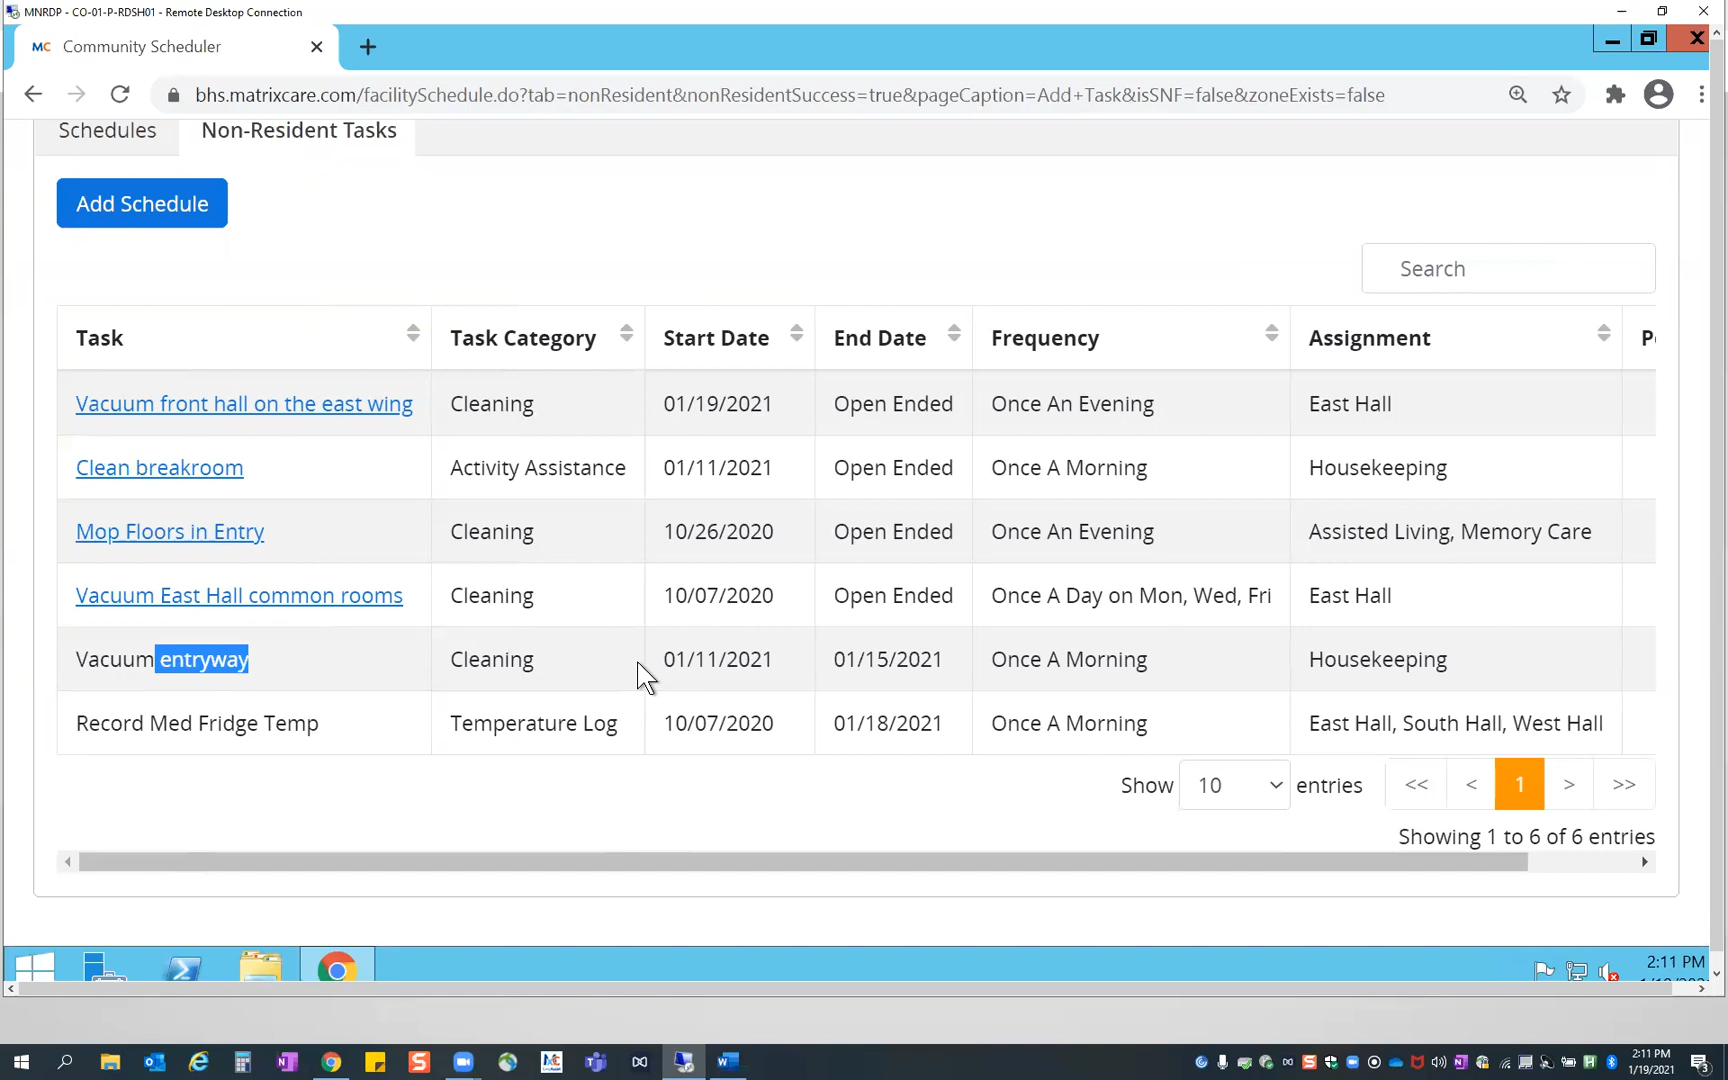 MNRDP - CO-01-P-RDSH01 - Remote Desktop Connection
MC Community Scheduler
bhs.matrixcare.com/facilitySchedule.do?tab=nonResident&nonResidentSuccess=true&pageCaption=Add+Task&isSNF=false&zoneExists=false
Schedules Non-Resident Tasks
Add Schedule
Search
Task Task Category Start Date End Date Frequency Assignment
Vacuum front hall on the east wing Cleaning 01/19/2021 Open Ended Once An Evening East Hall
Clean breakroom Activity Assistance 01/11/2021 Open Ended Once A Morning Housekeeping
Mop Floors in Entry Cleaning 10/26/2020 Open Ended Once An Evening Assisted Living, Memory Care
Vacuum East Hall common rooms Cleaning 10/07/2020 Open Ended Once A Day on Mon, Wed, Fri East Hall
Vacuum entryway Cleaning 01/11/2021 01/15/2021 Once A Morning Housekeeping
Record Med Fridge Temp Temperature Log 10/07/2020 01/18/2021 Once A Morning East Hall, South Hall, West Hall
Show 10 entries << < 1 > >>
Showing 1 to 6 of 6 entries
2:11 PM
2:11 PM
1/19/2021